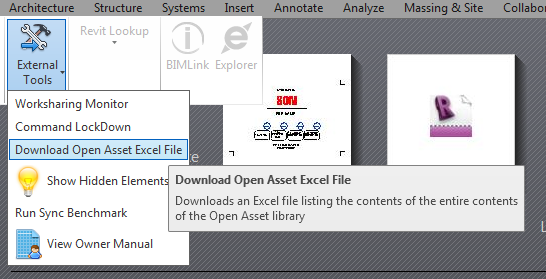 Architecture Structure Systems Insert Annotate Analyze Massing & Site Collabo
External Tools
Revit Lookup
BIMLink
Explorer
Worksharing Monitor
Command LockDown
Download Open Asset Excel File
Show Hidden Elements
Run Sync Benchmark
View Owner Manual
Download Open Asset Excel File
Downloads an Excel file listing the contents of the entire contents
of the Open Asset library